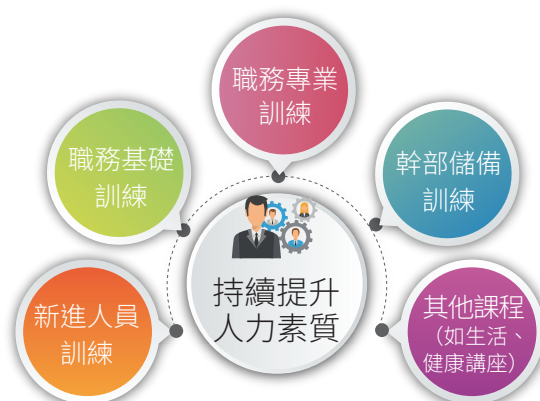 職務專業
訓練
職務基礎
訓練
幹部儲備
訓練
新進人員
訓練
持續提升
人力素質
其他課程
（如生活、
健康講座）